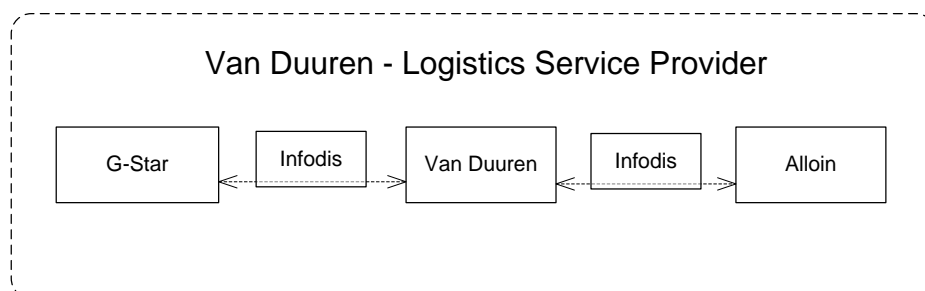 Van Duuren - Logistics Service Provider
G-Star
Infodis
Van Duuren
Infodis
Alloin